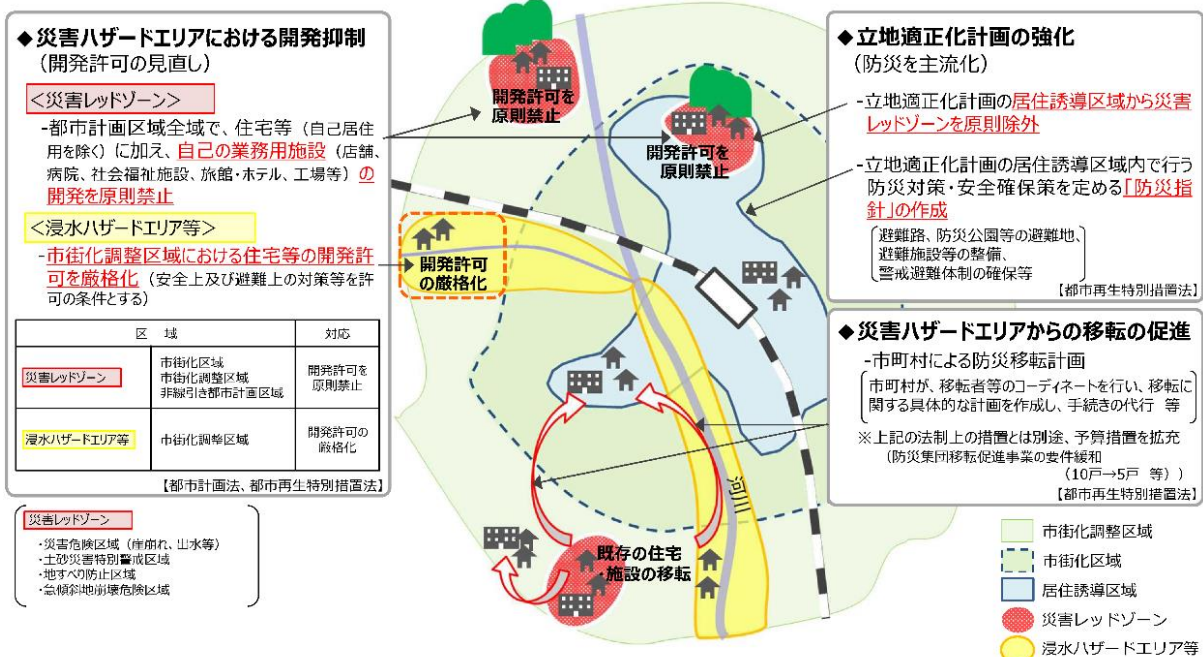 ◆災害ハザードエリアにおける開発抑制
（開発許可の見直し）
＜災害レッドゾーン＞
-都市計画区域全域で、住宅等（自己居住
用を除く）に加え、自己の業務用施設（店舗、
病院、社会福祉施設、旅館・ホテル、工場等）の
開発を原則禁止
＜浸水ハザードエリア等＞
-市街化調整区域における住宅等の開発許
可を厳格化（安全上及び避難上の対策等を許
可の条件とする）
区　域
対応
災害レッドゾーン
市街化区域
市街化調整区域
非線引き都市計画区域
開発許可を
原則禁止
浸水ハザードエリア等
市街化調整区域
開発許可の
厳格化
【都市計画法、都市再生特別措置法】
災害レッドゾーン
・災害危険区域（崖崩れ、出水等）
・土砂災害特別警戒区域
・地すべり防止区域
・急傾斜地崩壊危険区域
開発許可を
原則禁止
開発許可を
原則禁止
開発許可
の厳格化
河川
既存の住宅
・施設の移転
◆立地適正化計画の強化
（防災を主流化）
-立地適正化計画の居住誘導区域から災害
レッドゾーンを原則除外
-立地適正化計画の居住誘導区域内で行う
防災対策・安全確保策を定める「防災指
針」の作成
避難路、防災公園等の避難地、
避難施設等の整備、
警戒避難体制の確保等
【都市再生特別措置法】
◆災害ハザードエリアからの移転の促進
-市町村による防災移転計画
市町村が、移転者等のコーディネートを行い、移転に
関する具体的な計画を作成し、手続きの代行 等
※上記の法制上の措置とは別途、予算措置を拡充
（防災集団移転促進事業の要件緩和
（10戸→5戸 等））
【都市再生特別措置法】
市街化調整区域
市街化区域
居住誘導区域
災害レッドゾーン
浸水ハザードエリア等